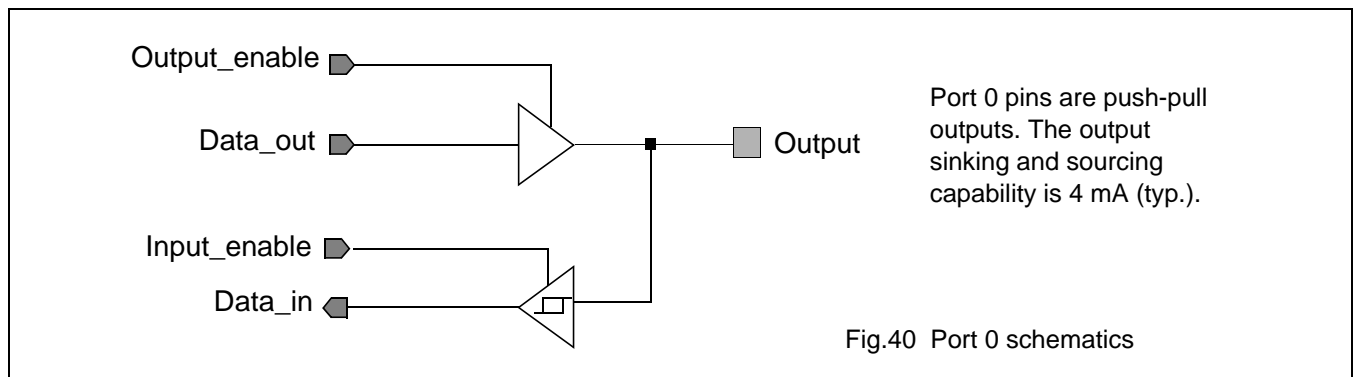 Output_enable
Data_out
Output
Input_enable
Data_in
Port 0 pins are push-pull
outputs. The output
sinking and sourcing
capability is 4 mA (typ.).
Fig.40 Port 0 schematics